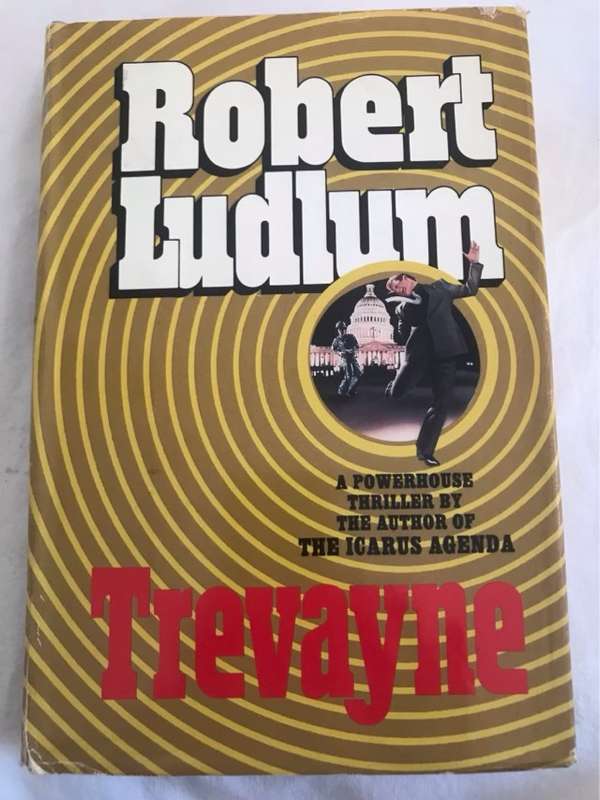 Robert
Ludlum
A POWERHOUSE
THRILLER BY
THE AUTHOR OF
THE ICARUS AGENDA
Trevayne